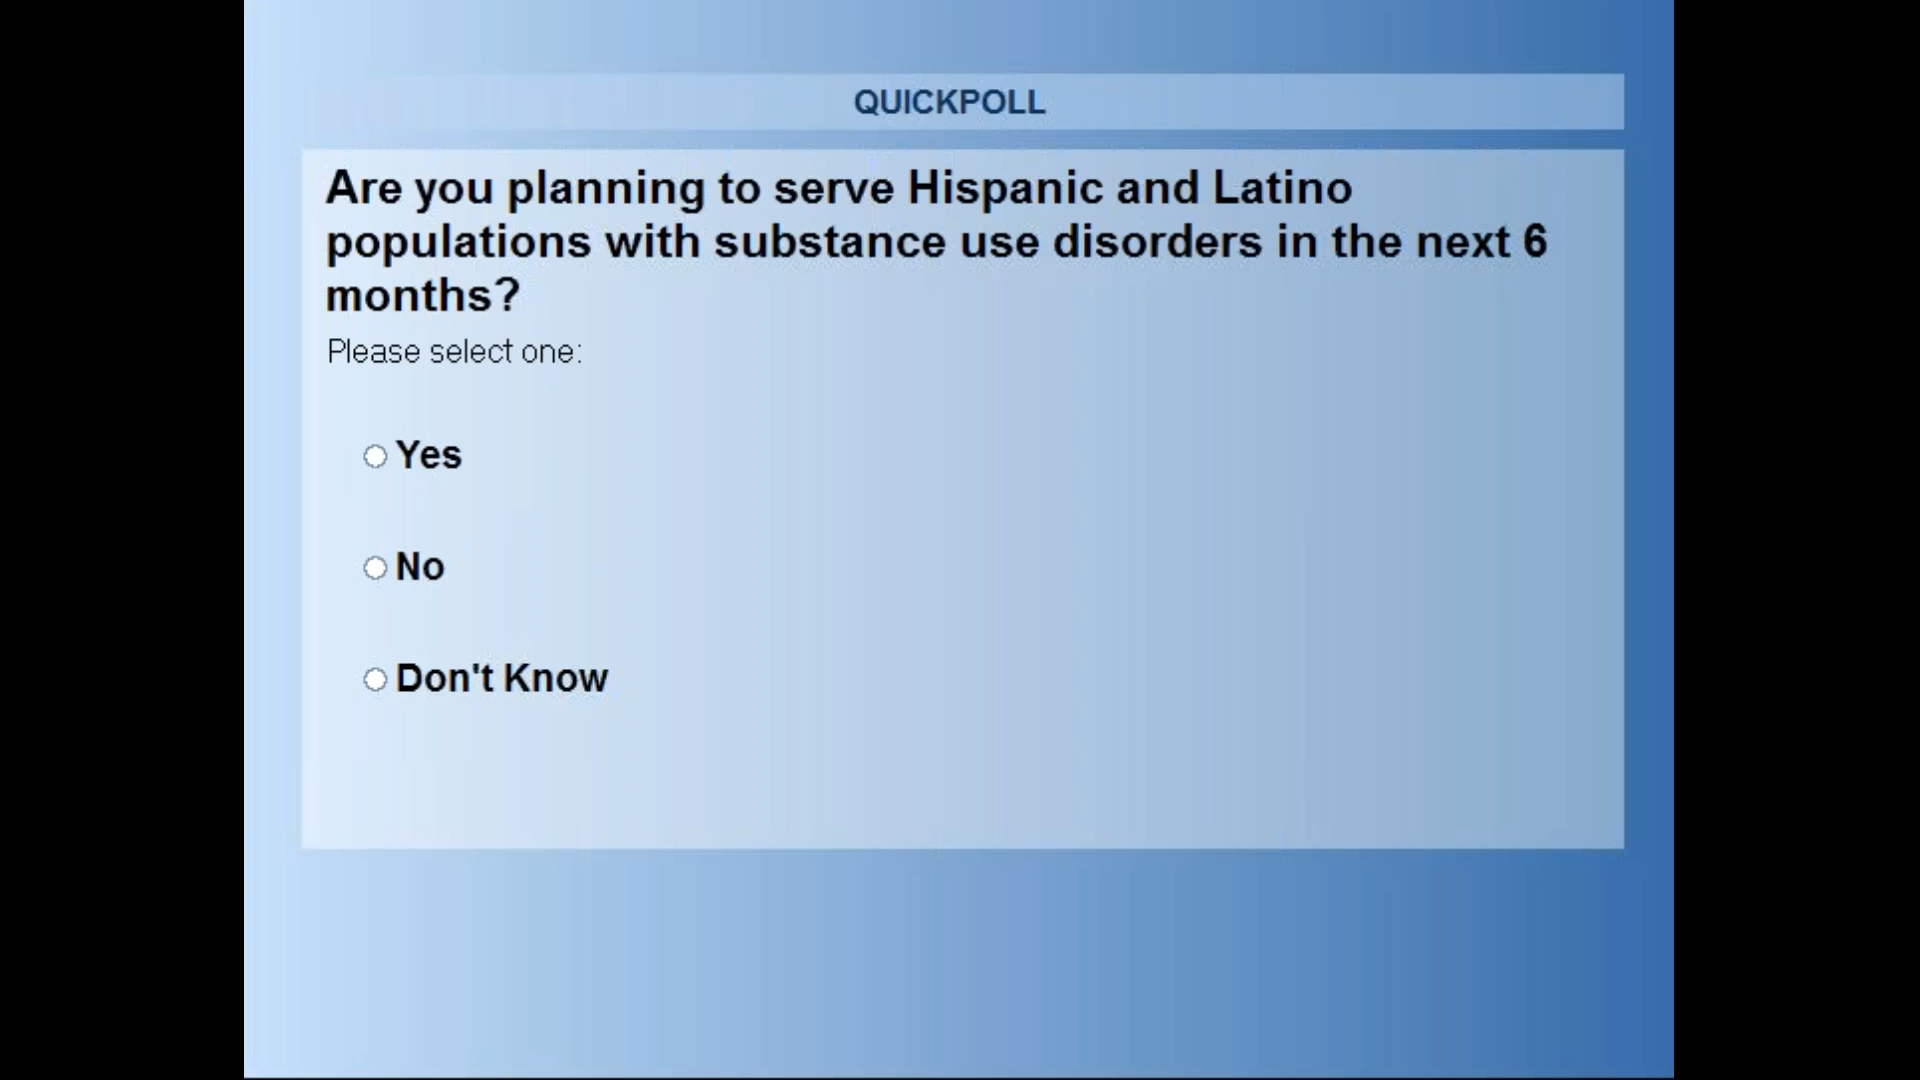 QUICKPOLL
Are you planning to serve Hispanic and Latino
populations with substance use disorders in the next 6
months?
Please select one:
Yes
No
Don't Know